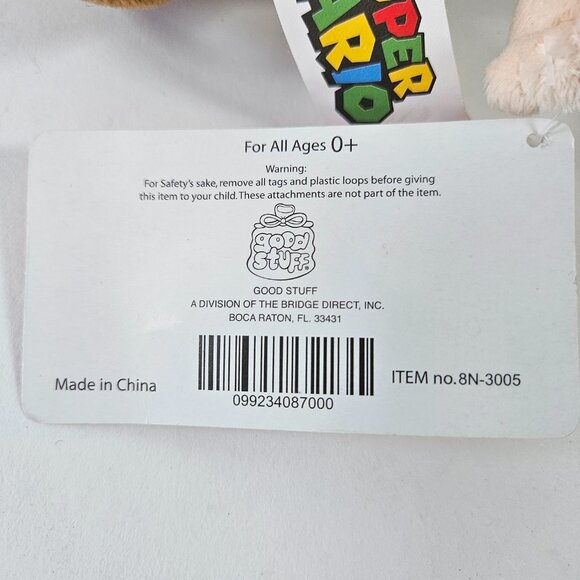 SUPER
MARIO
For All Ages 0+
Warning:
For Safety's sake, remove all tags and plastic loops before giving
this item to your child. These attachments are not part of the item.
good
stuff
GOOD STUFF
A DIVISION OF THE BRIDGE DIRECT, INC.
BOCA RATON, FL. 33431
Made in China
099234087000
ITEM no.8N-3005